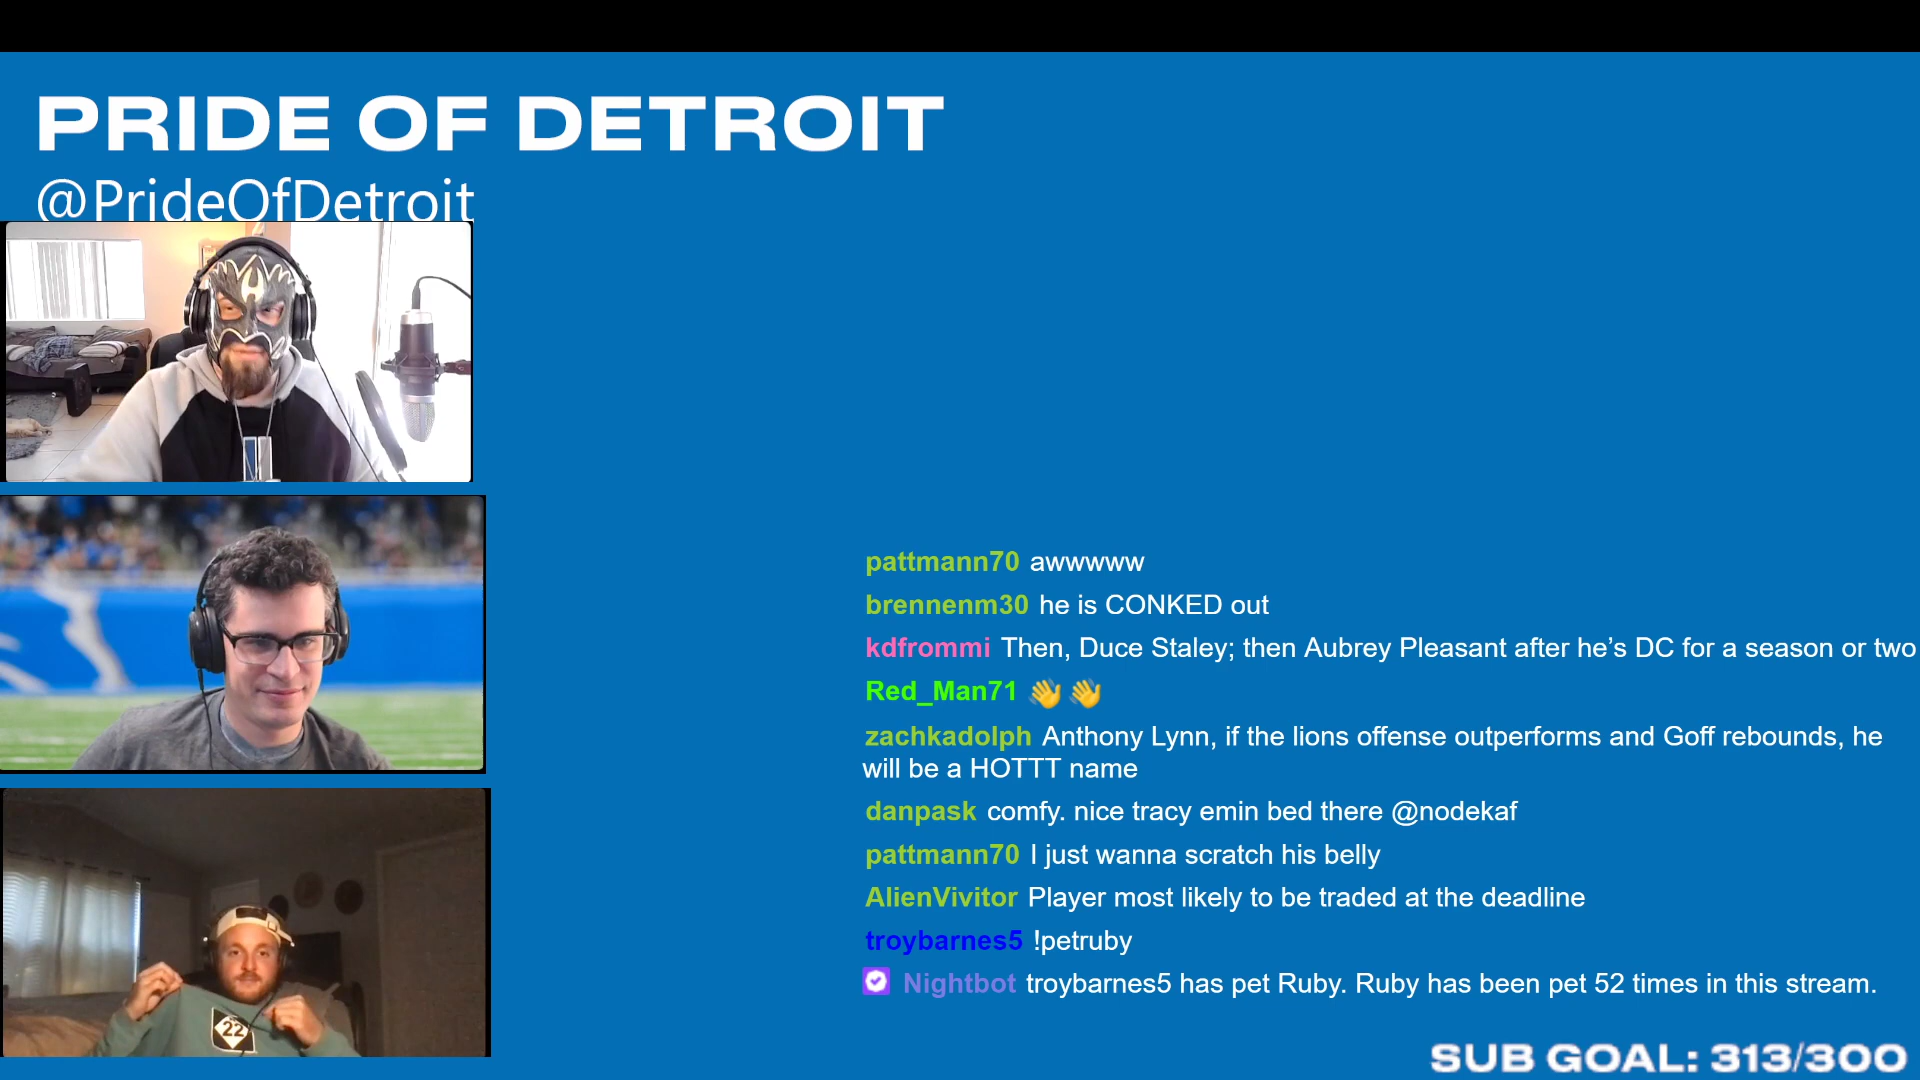 PRIDE OF DETROIT
@PrideOfDetroit
22
pattmann70 awwwww
brennenm30 he is CONKED out
kdfrommi Then, Duce Staley; then Aubrey Pleasant after he’s DC for a season or two
Red_Man71 👋👋
zachkadolph Anthony Lynn, if the lions offense outperforms and Goff rebounds, he
will be a HOTTT name
danpask comfy. nice tracy emin bed there @nodekaf
pattmann70 I just wanna scratch his belly
AlienVivitor Player most likely to be traded at the deadline
troybarnes5 !petruby
Nightbot troybarnes5 has pet Ruby. Ruby has been pet 52 times in this stream.
SUB GOAL: 313/300